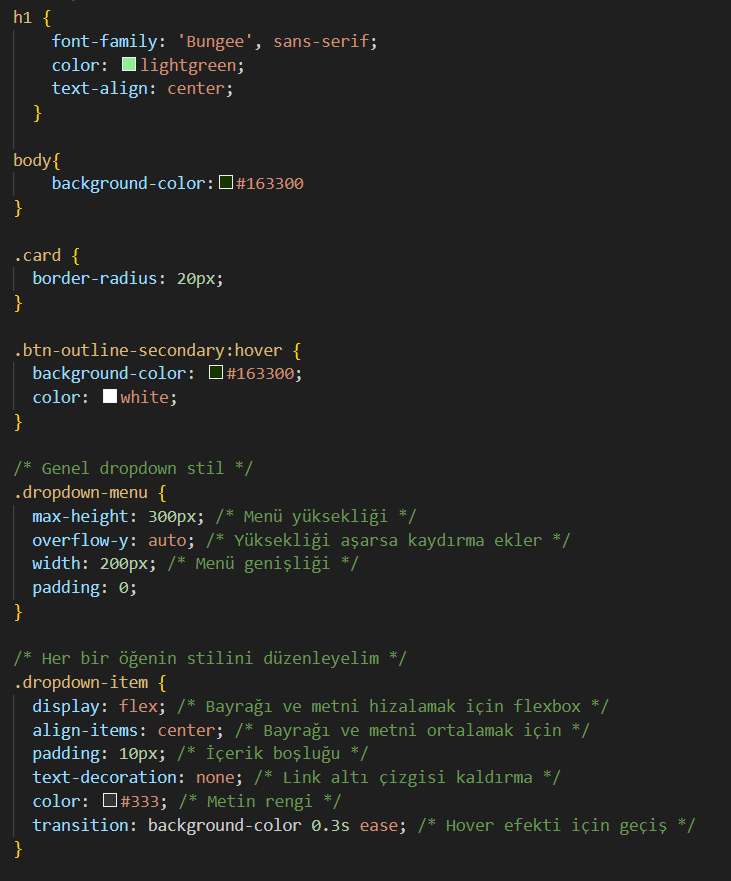 h1 {
    font-family: 'Bungee', sans-serif;
    color: lightgreen;
    text-align: center;
  }
body{
    background-color:#163300
}
.card {
  border-radius: 20px;
}
.btn-outline-secondary:hover {
  background-color: #163300;
  color: white;
}
/* Genel dropdown stil */
.dropdown-menu {
  max-height: 300px; /* Menü yüksekliği */
  overflow-y: auto; /* Yüksekliği aşarsa kaydırma ekler */
  width: 200px; /* Menü genişliği */
  padding: 0;
}
/* Her bir öğenin stilini düzenleyelim */
.dropdown-item {
  display: flex; /* Bayrağı ve metni hizalamak için flexbox */
  align-items: center; /* Bayrağı ve metni ortalamak için */
  padding: 10px; /* İçerik boşluğu */
  text-decoration: none; /* Link altı çizgisi kaldırma */
  color: #333; /* Metin rengi */
  transition: background-color 0.3s ease; /* Hover efekti için geçiş */
}